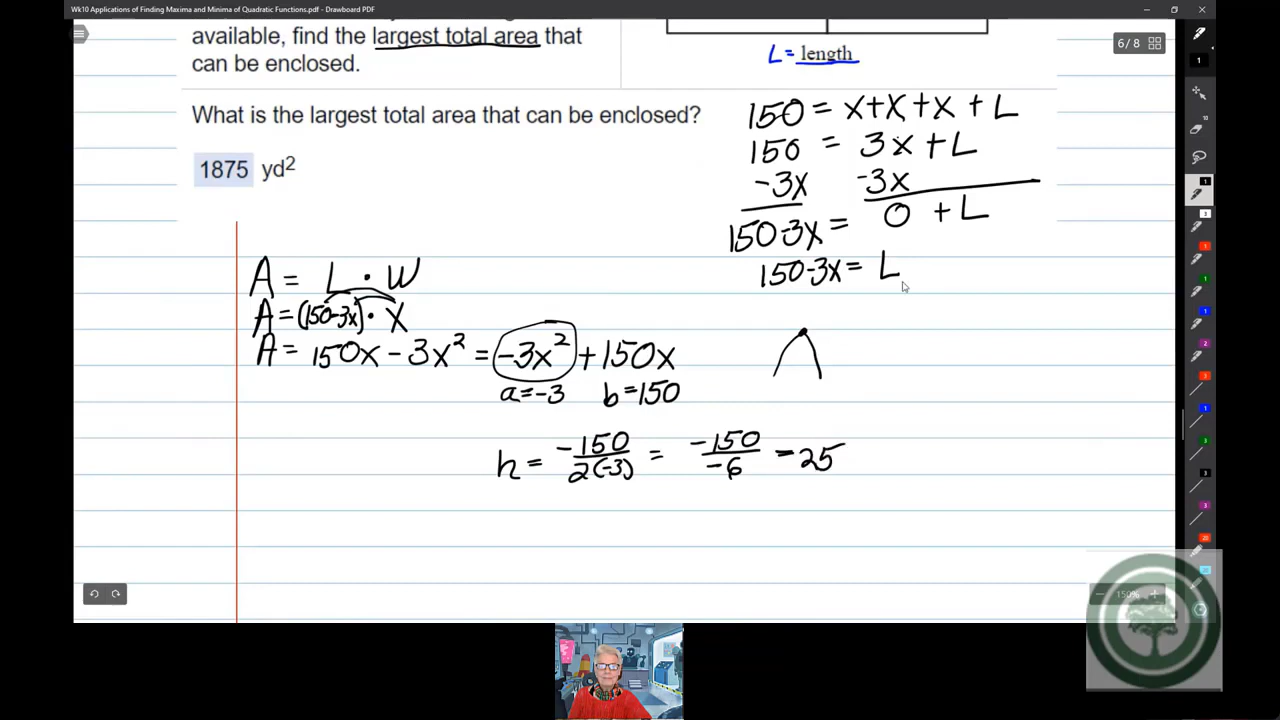 Wk10 Applications of Finding Maxima and Minima of Quadratic Functions.pdf - Drawboard PDF
6/8
available, find the largest total area that
can be enclosed.
L = length
What is the largest total area that can be enclosed?
1875 yd²
150 = x+x+x + L
150 = 3x + L
-3x -3x
150-3x = 0 + L
150-3x = L
A = L · W
A = (150-3x) · X
A = 150x - 3x² = -3x² + 150x
a = -3 b = 150
h = -150/2(-3) = -150/-6 = 25
150%